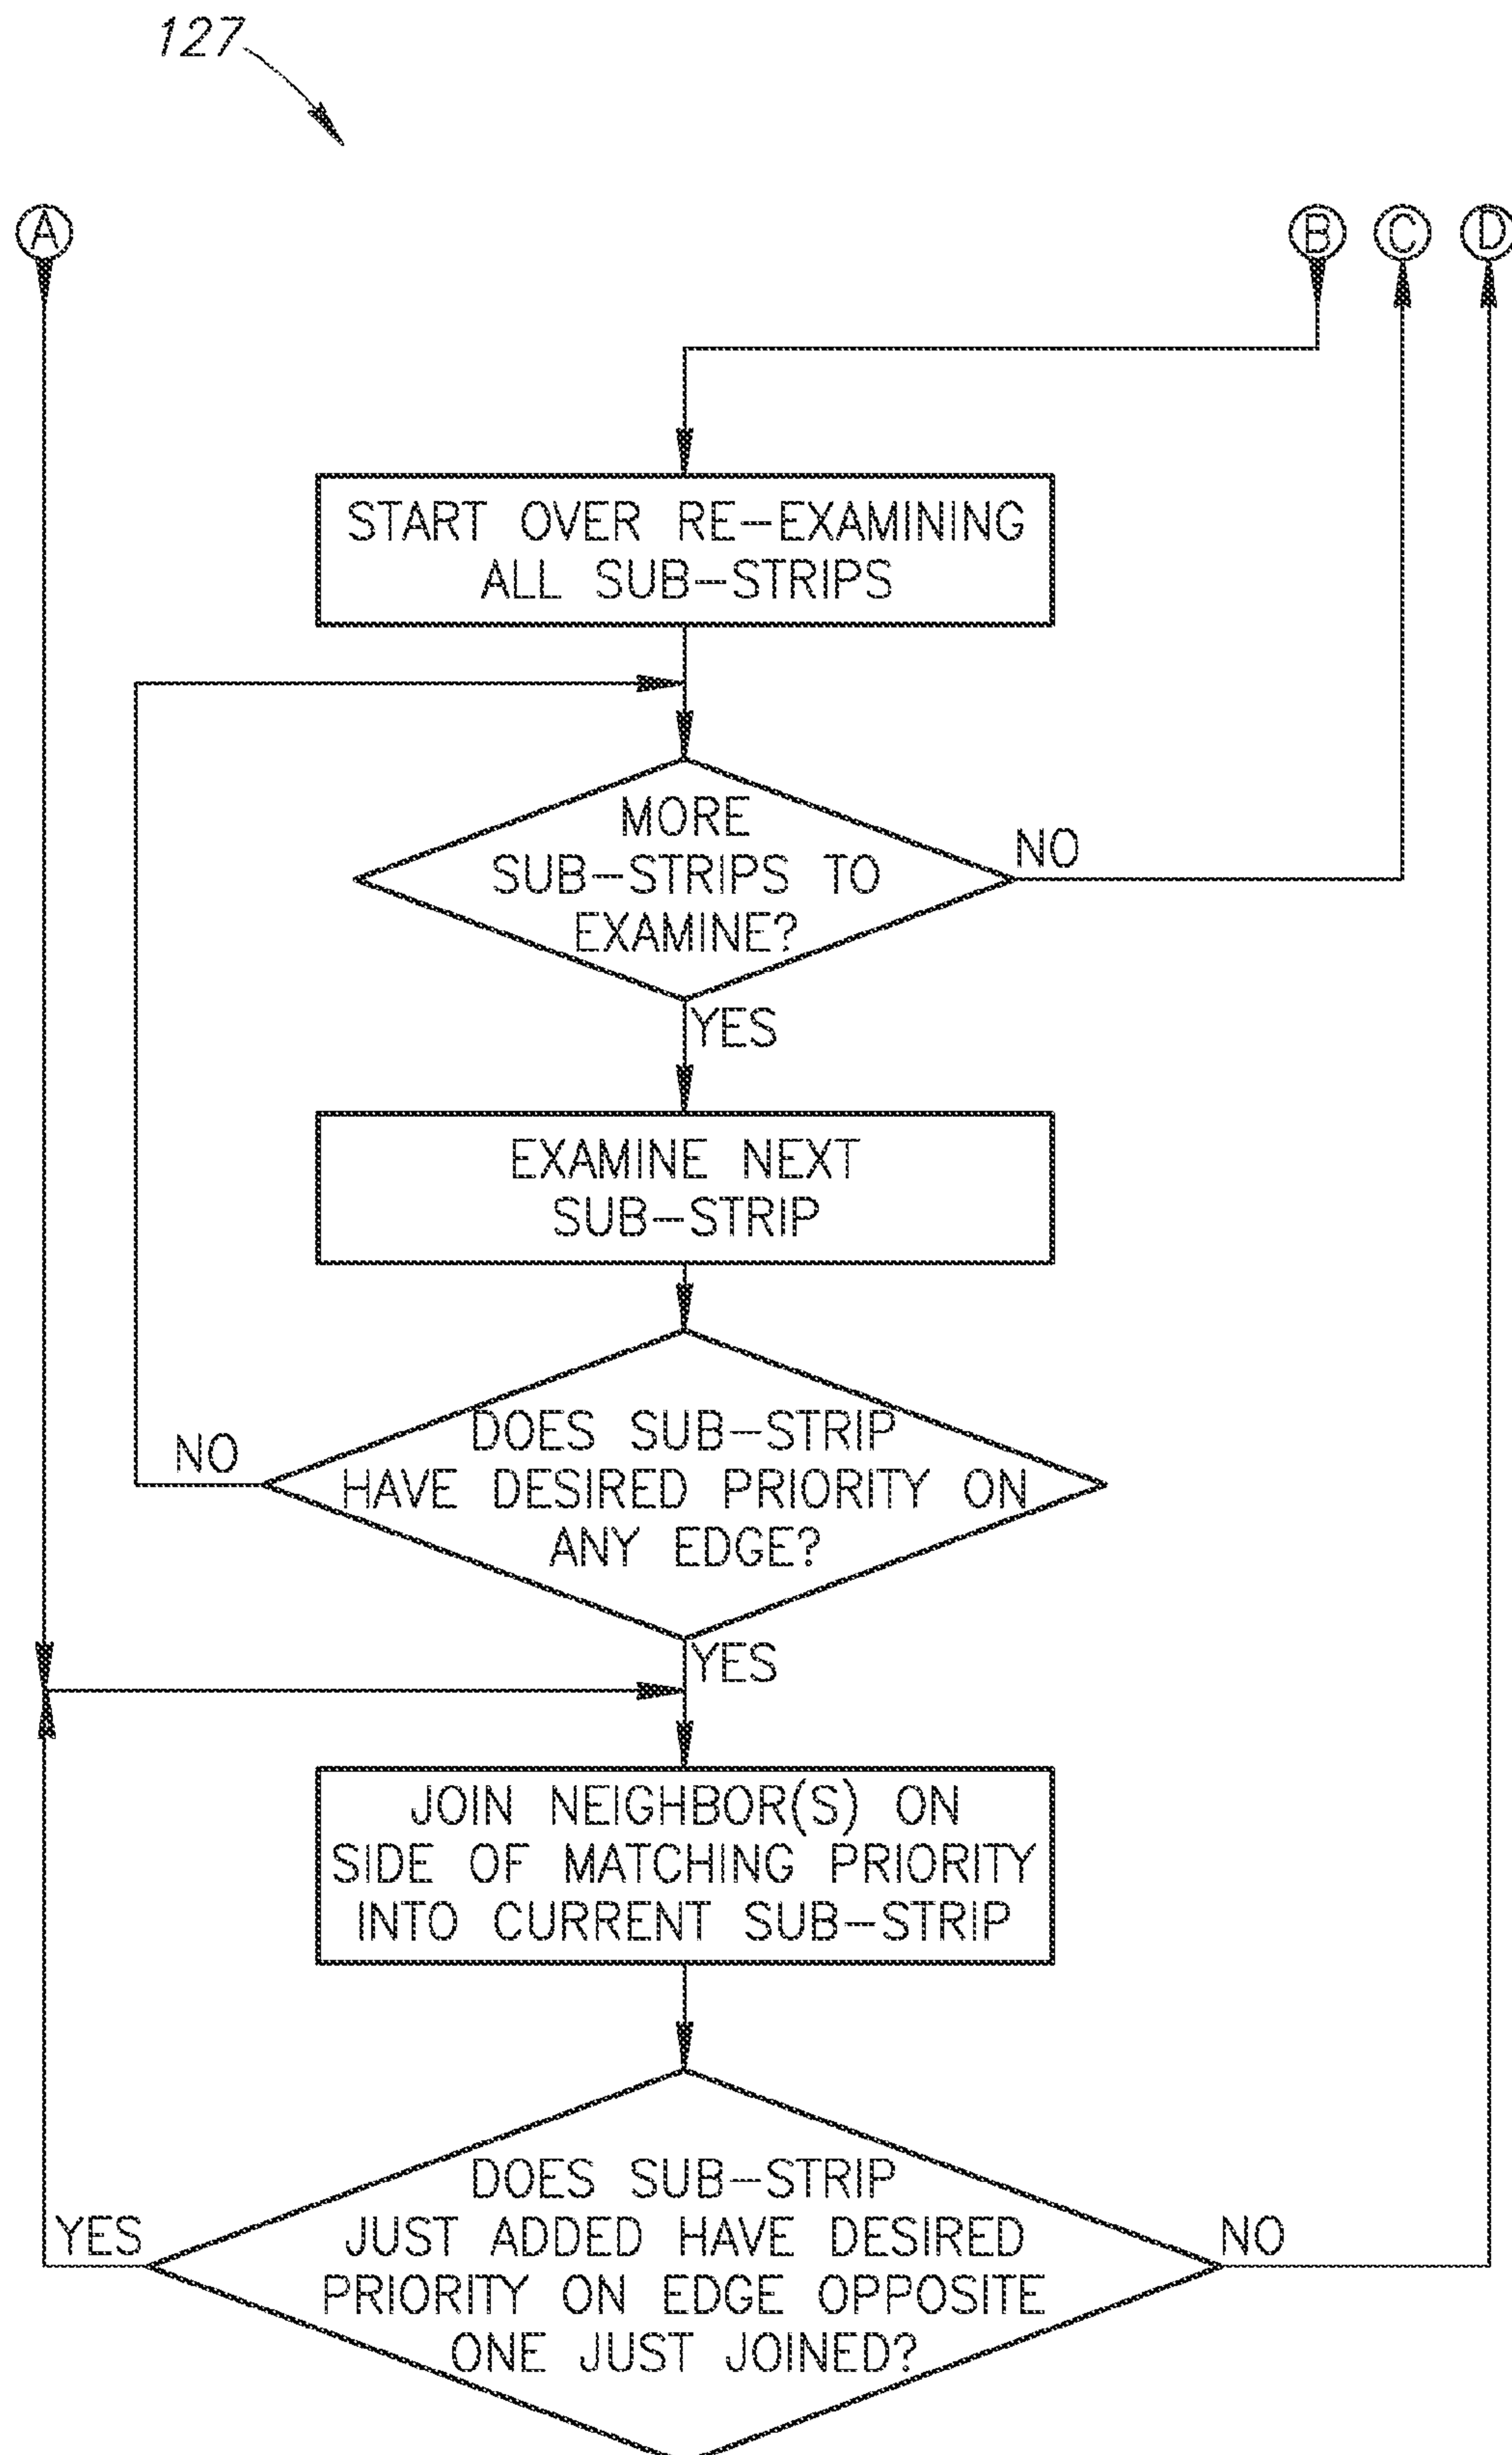 127
A
B
C
D
START OVER RE-EXAMINING
ALL SUB-STRIPS
MORE
SUB-STRIPS TO
EXAMINE?
NO
YES
EXAMINE NEXT
SUB-STRIP
DOES SUB-STRIP
HAVE DESIRED PRIORITY ON
ANY EDGE?
NO
YES
JOIN NEIGHBOR(S) ON
SIDE OF MATCHING PRIORITY
INTO CURRENT SUB-STRIP
DOES SUB-STRIP
JUST ADDED HAVE DESIRED
PRIORITY ON EDGE OPPOSITE
ONE JUST JOINED?
YES
NO